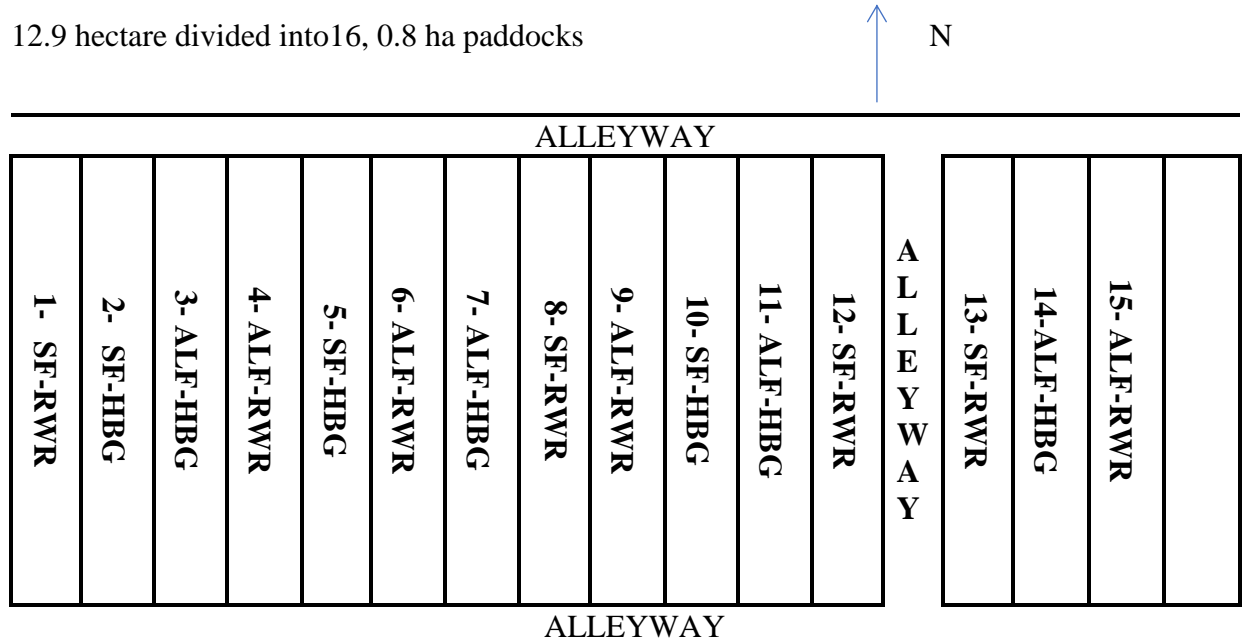 12.9 hectare divided into16, 0.8 ha paddocks
N
ALLEYWAY
1- SF-RWR
2- SF-HBG
3- ALF-HBG
4- ALF-RWR
5- SF-HBG
6- ALF-RWR
7- ALF-HBG
8- SF-RWR
9- ALF-RWR
10- SF-HBG
11- ALF-HBG
12- SF-RWR
ALLEYWAY
13- SF-RWR
14-ALF-HBG
15- ALF-RWR
ALLEYWAY